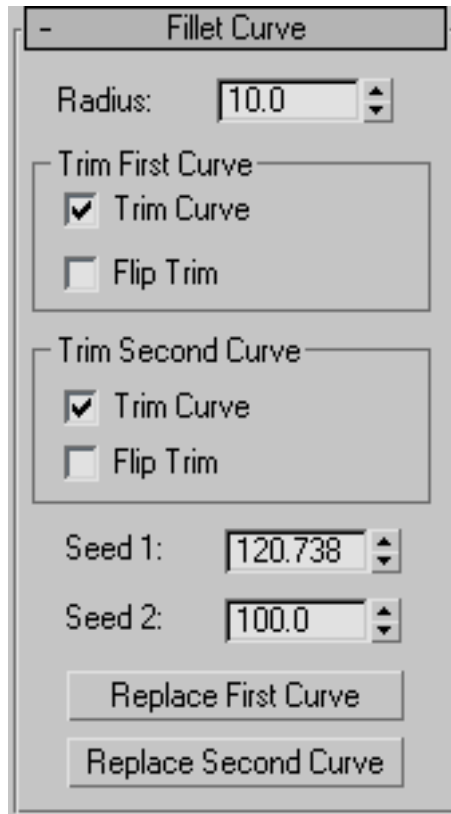 - Fillet Curve
Radius: 10.0
Trim First Curve
Trim Curve
Flip Trim
Trim Second Curve
Trim Curve
Flip Trim
Seed 1: 120.738
Seed 2: 100.0
Replace First Curve
Replace Second Curve